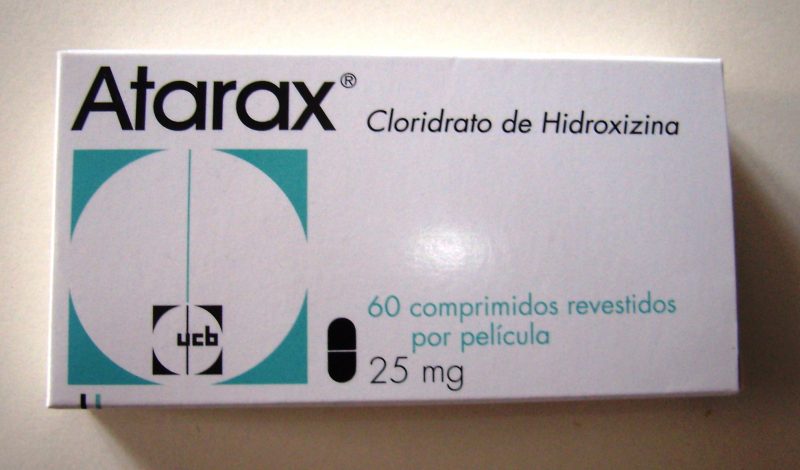 Atarax®
Cloridrato de Hidroxizina
ucb
60 comprimidos revestidos
por película
25 mg